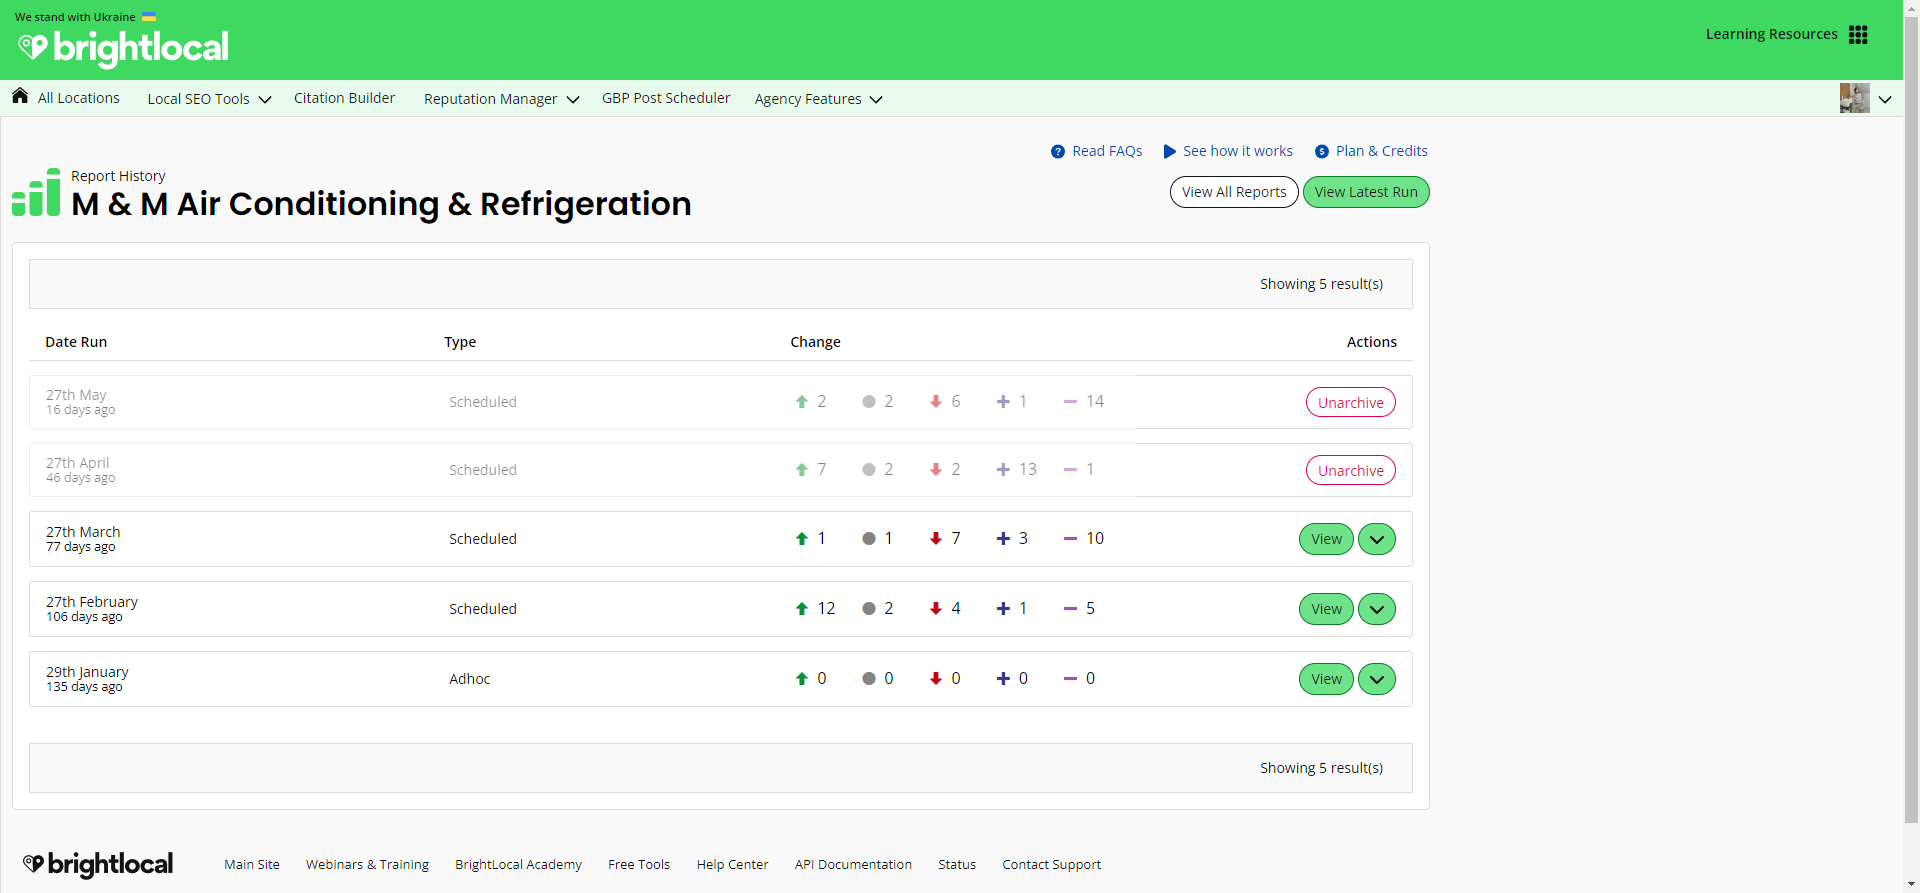 We stand with Ukraine
brightlocal
Learning Resources
All Locations
Local SEO Tools
Citation Builder
Reputation Manager
GBP Post Scheduler
Agency Features
Read FAQs
See how it works
Plan & Credits
Report History
M & M Air Conditioning & Refrigeration
View All Reports
View Latest Run
Showing 5 result(s)
Date Run Type Change Actions
27th May
16 days ago
Scheduled 2 2 6 1 14 Unarchive
27th April
46 days ago
Scheduled 7 2 2 13 1 Unarchive
27th March
77 days ago
Scheduled 1 1 7 3 10 View
27th February
106 days ago
Scheduled 12 2 4 1 5 View
29th January
135 days ago
Adhoc 0 0 0 0 0 View
Showing 5 result(s)
brightlocal
Main Site
Webinars & Training
BrightLocal Academy
Free Tools
Help Center
API Documentation
Status
Contact Support